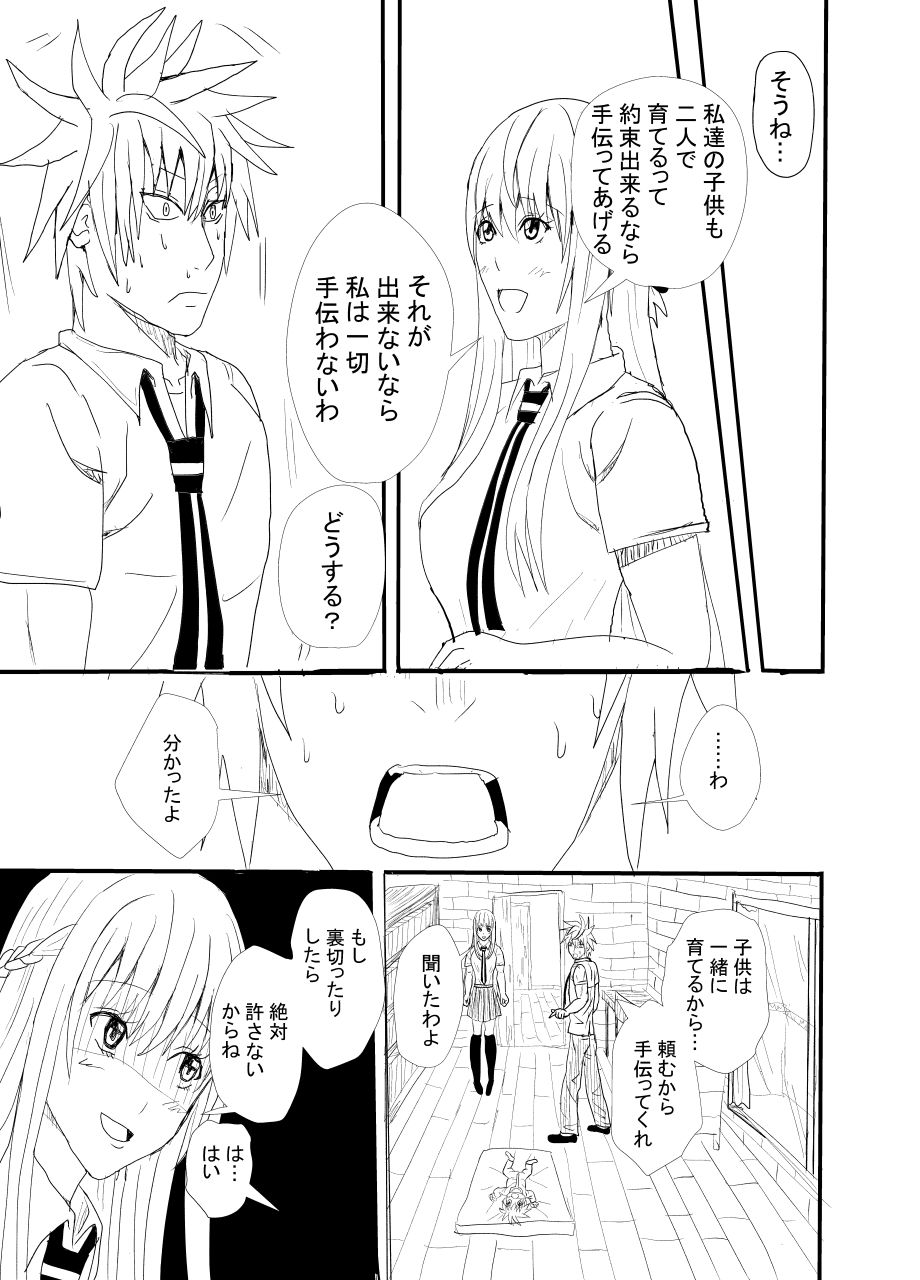 そうね…
私達の子供も
二人で
育てるって
約束出来るなら
手伝ってあげる
それが
出来ないなら
私は一切
手伝わないわ
どうする？
……わ
分かったよ
子供は
一緒に
育てるから…
頼むから
手伝ってくれ
聞いたわよ
もし
裏切ったり
したら
絶対
許さない
からね
は…
はい